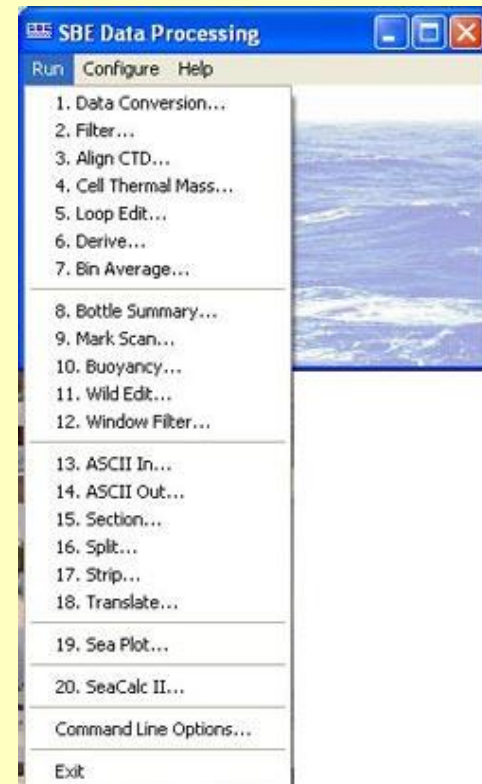 SBE Data Processing
Run Configure Help
1. Data Conversion...
2. Filter...
3. Align CTD...
4. Cell Thermal Mass...
5. Loop Edit...
6. Derive...
7. Bin Average...
8. Bottle Summary...
9. Mark Scan...
10. Buoyancy...
11. Wild Edit...
12. Window Filter...
13. ASCII In...
14. ASCII Out...
15. Section...
16. Split...
17. Strip...
18. Translate...
19. Sea Plot...
20. SeaCalc II...
Command Line Options...
Exit